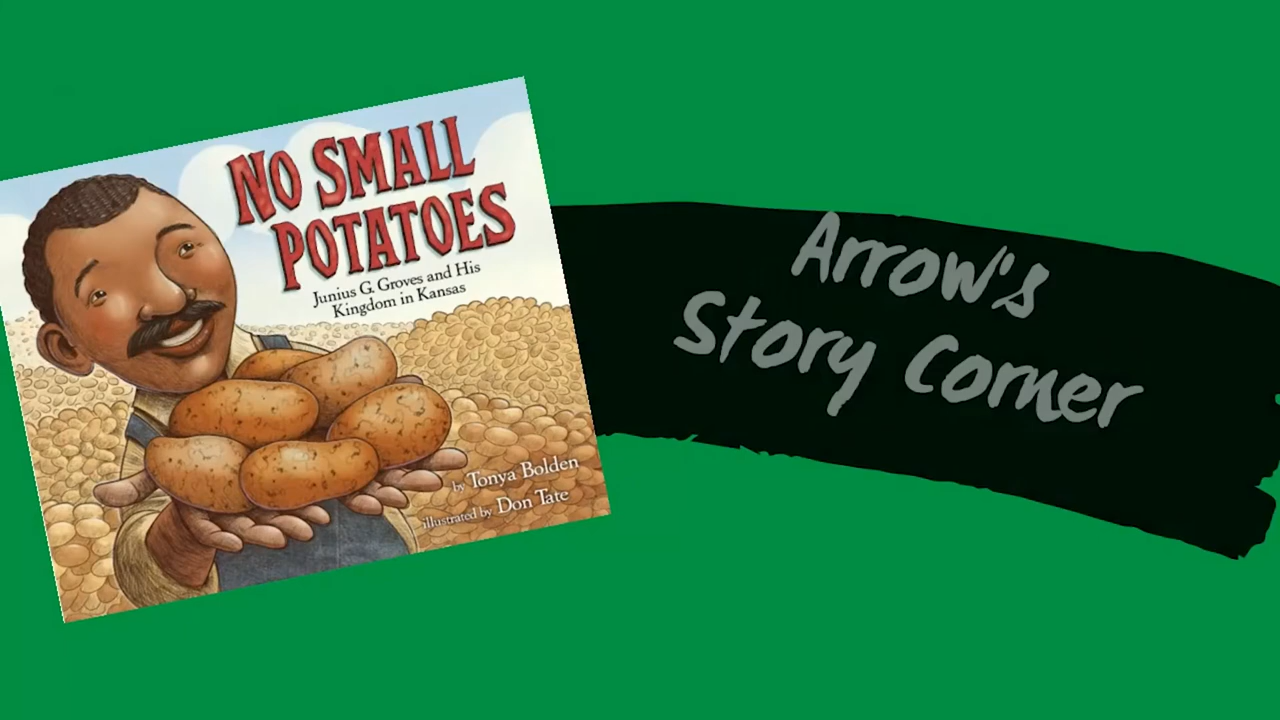 NO SMALL
POTATOES
Junius G. Groves and His
Kingdom in Kansas
by Tonya Bolden
illustrated by Don Tate
Arrow's
Story Corner